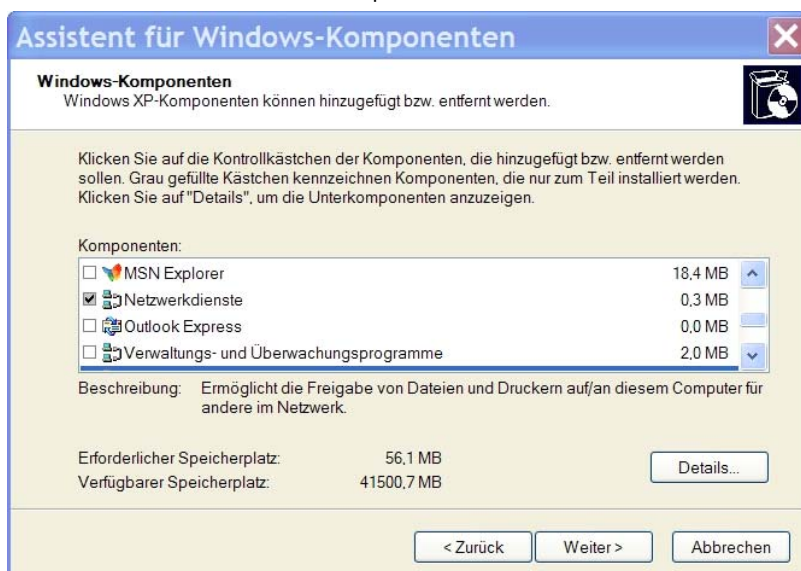 Assistent für Windows-Komponenten
Windows-Komponenten
Windows XP-Komponenten können hinzugefügt bzw. entfernt werden.
Klicken Sie auf die Kontrollkästchen der Komponenten, die hinzugefügt bzw. entfernt werden
sollen. Grau gefüllte Kästchen kennzeichnen Komponenten, die nur zum Teil installiert werden.
Klicken Sie auf "Details", um die Unterkomponenten anzuzeigen.
Komponenten:
MSN Explorer 18,4 MB
Netzwerkdienste 0,3 MB
Outlook Express 0,0 MB
Verwaltungs- und Überwachungsprogramme 2,0 MB
Beschreibung: Ermöglicht die Freigabe von Dateien und Druckern auf/an diesem Computer für
andere im Netzwerk.
Erforderlicher Speicherplatz: 56,1 MB
Verfügbarer Speicherplatz: 41500,7 MB
Details...
< Zurück Weiter > Abbrechen